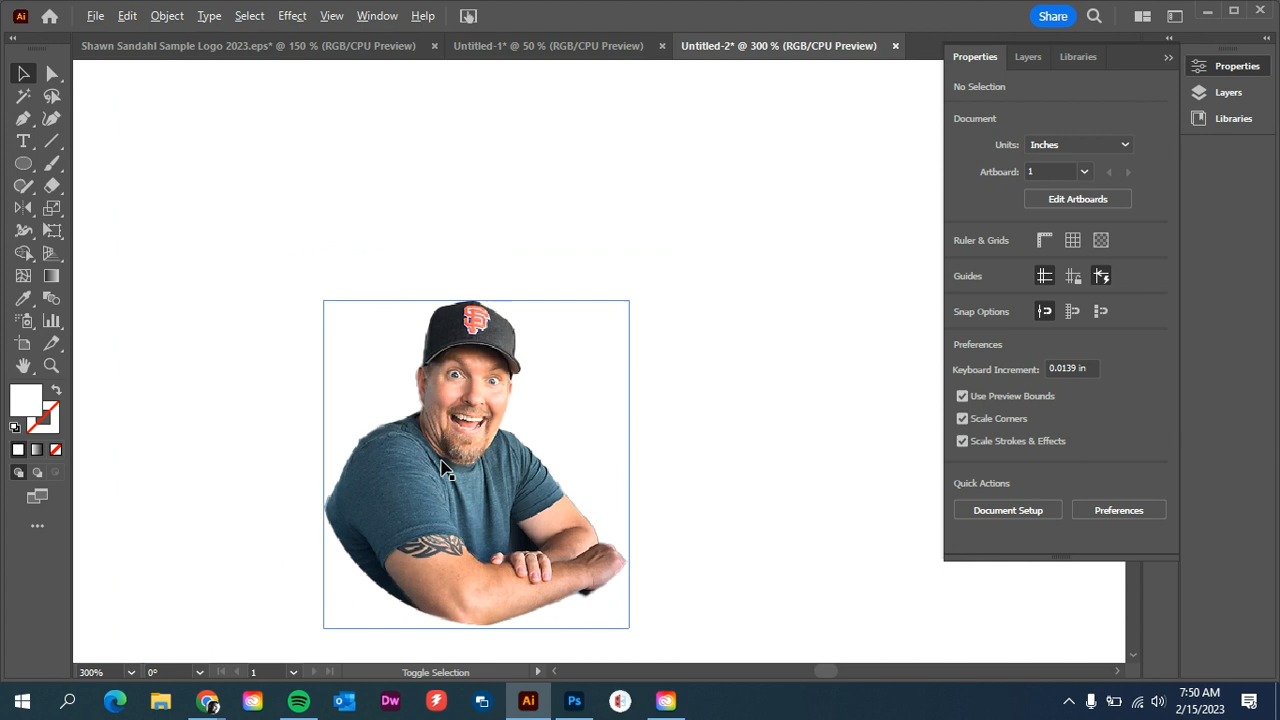 Ai File Edit Object Type Select Effect View Window Help Share
Shawn Sandahl Sample Logo 2023.eps* @ 150 % (RGB/CPU Preview) Untitled-1* @ 50 % (RGB/CPU Preview) Untitled-2* @ 300 % (RGB/CPU Preview)
Properties Layers Libraries
Properties
Layers
Libraries
No Selection
Document
Units: Inches
Artboard: 1
Edit Artboards
Ruler & Grids
Guides
Snap Options
Preferences
Keyboard Increment: 0.0139 in
Use Preview Bounds
Scale Corners
Scale Strokes & Effects
Quick Actions
Document Setup Preferences
SF
300% 0° 1 Toggle Selection
Dw Ai Ps
7:50 AM
2/15/2023